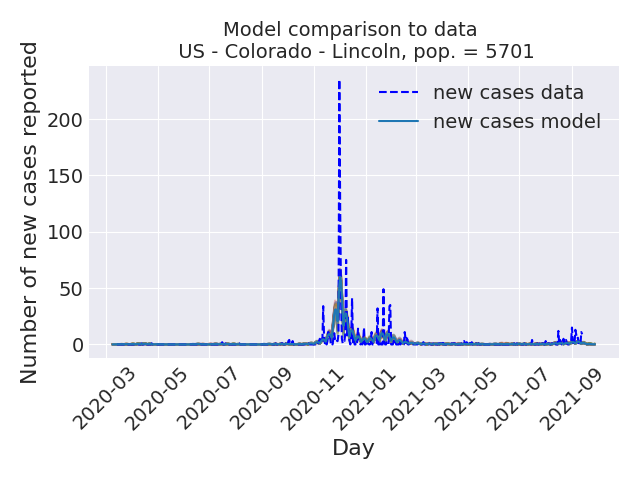 Model comparison to data
US - Colorado - Lincoln, pop. = 5701
Number of new cases reported
200
150
100
50
0
new cases data
new cases model
2020-03
2020-05
2020-07
2020-09
2020-11
2021-01
2021-03
2021-05
2021-07
2021-09
Day